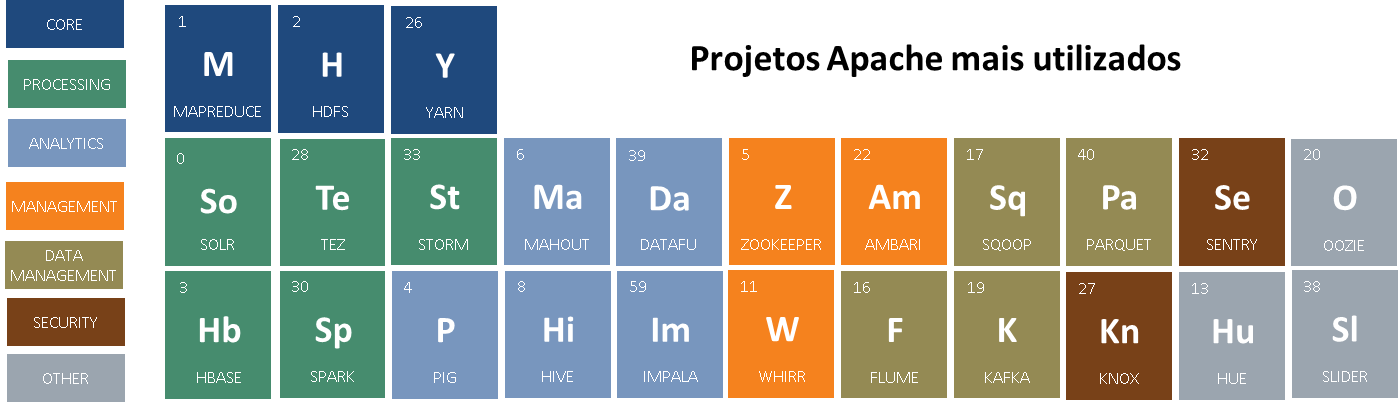 CORE
PROCESSING
ANALYTICS
MANAGEMENT
DATA
MANAGEMENT
SECURITY
OTHER
Projetos Apache mais utilizados
1
M
MAPREDUCE
2
H
HDFS
26
Y
YARN
0
So
SOLR
28
Te
TEZ
33
St
STORM
6
Ma
MAHOUT
39
Da
DATAFU
5
Z
ZOOKEEPER
22
Am
AMBARI
17
Sq
SQOOP
40
Pa
PARQUET
32
Se
SENTRY
20
O
OOZIE
3
Hb
HBASE
30
Sp
SPARK
4
P
PIG
8
Hi
HIVE
59
Im
IMPALA
11
W
WHIRR
16
F
FLUME
19
K
KAFKA
27
Kn
KNOX
13
Hu
HUE
38
Sl
SLIDER